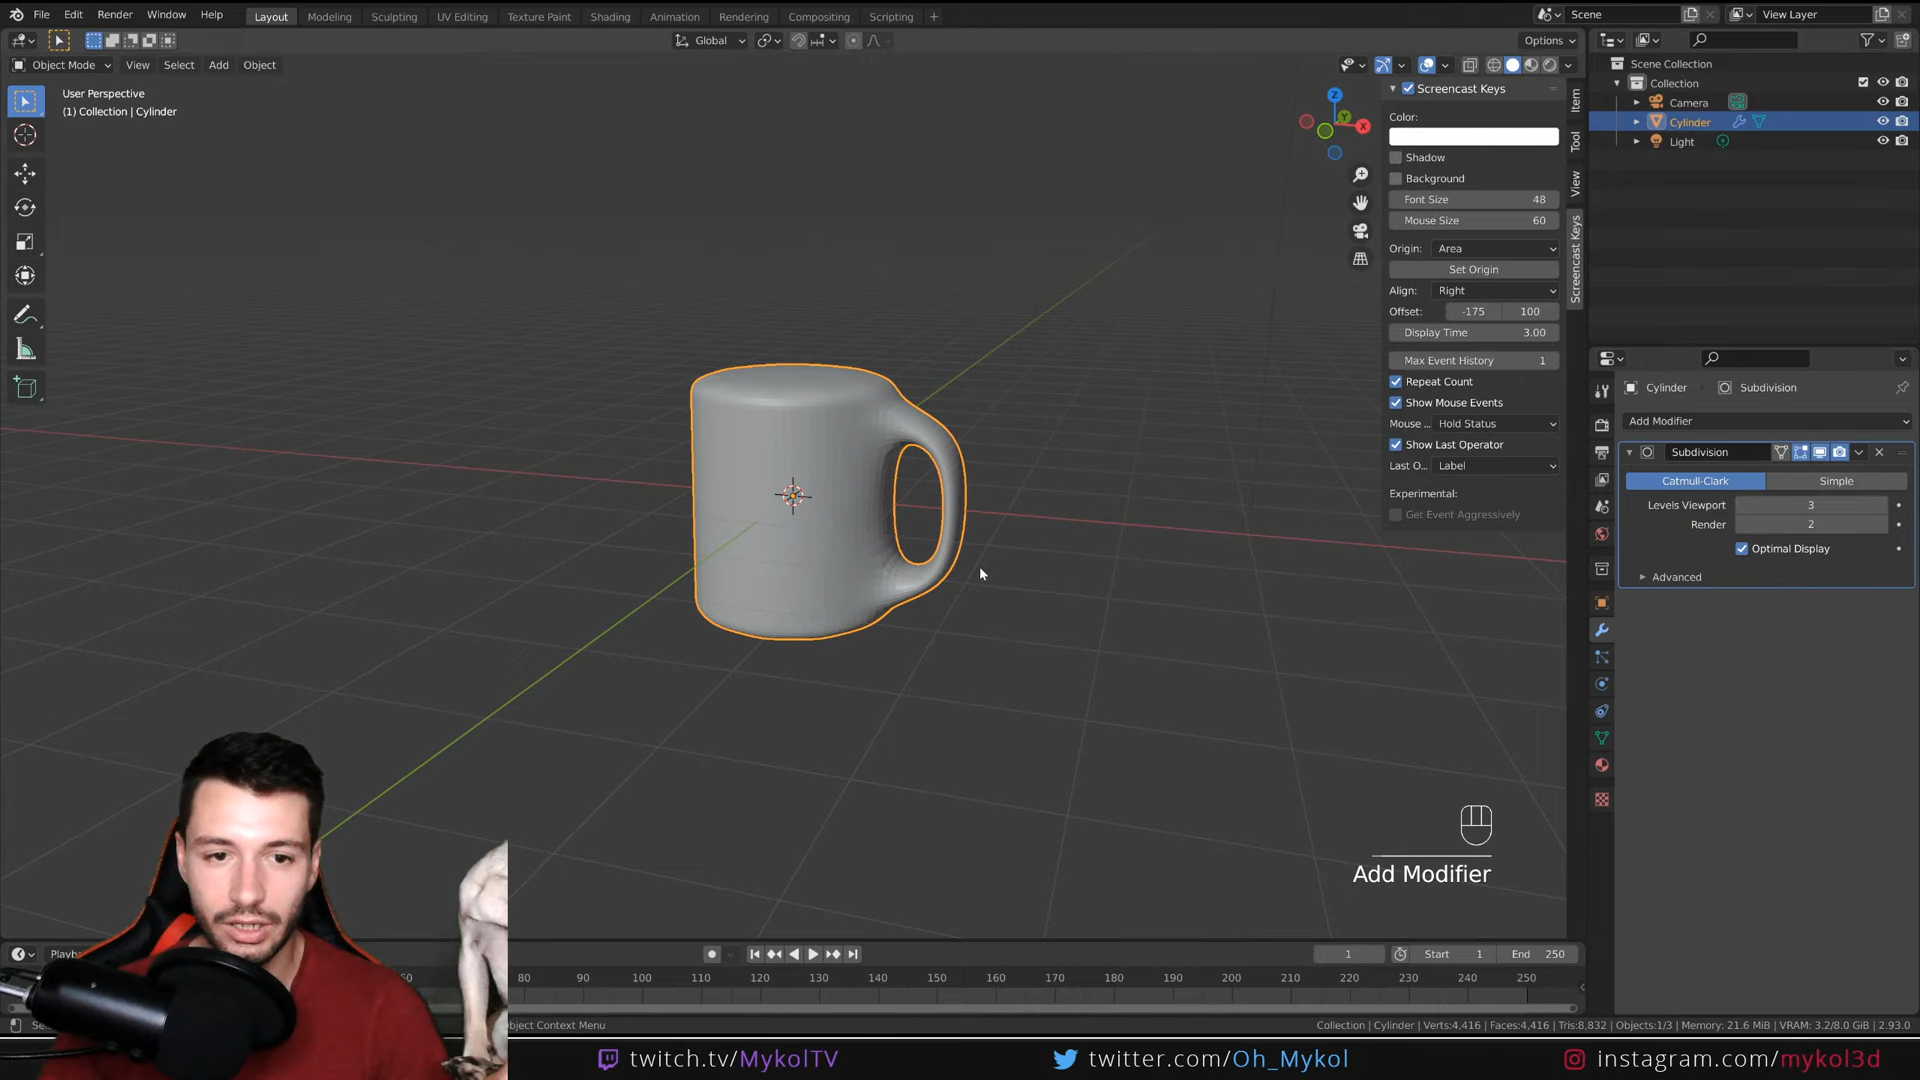 File Edit Render Window Help Layout Modeling Sculpting UV Editing Texture Paint Shading Animation Rendering Compositing Scripting + Scene View Layer
Global Options
Object Mode View Select Add Object
User Perspective
(1) Collection | Cylinder
Z
Y
X
Screencast Keys
Color:
Shadow
Background
Font Size 48
Mouse Size 60
Origin: Area
Set Origin
Align: Right
Offset: -175 100
Display Time 3.00
Max Event History 1
Repeat Count
Show Mouse Events
Mouse ... Hold Status
Show Last Operator
Last O... Label
Experimental:
Get Event Aggressively
Item
Tool
View
Screencast Keys
Scene Collection
Collection
Camera
Cylinder
Light
Cylinder Subdivision
Add Modifier
Subdivision
Catmull-Clark Simple
Levels Viewport 3
Render 2
Optimal Display
Advanced
Add Modifier
1 Start 1 End 250
80 90 100 110 120 130 140 150 160 170 180 190 200 210 220 230 240 250
Object Context Menu
Collection | Cylinder | Verts:4,416 | Faces:4,416 | Tris:8,832 | Objects:1/3 | Memory: 21.6 MiB | VRAM: 3.2/8.0 GiB | 2.93.0
twitch.tv/MykolTV twitter.com/Oh_Mykol instagram.com/mykol3d